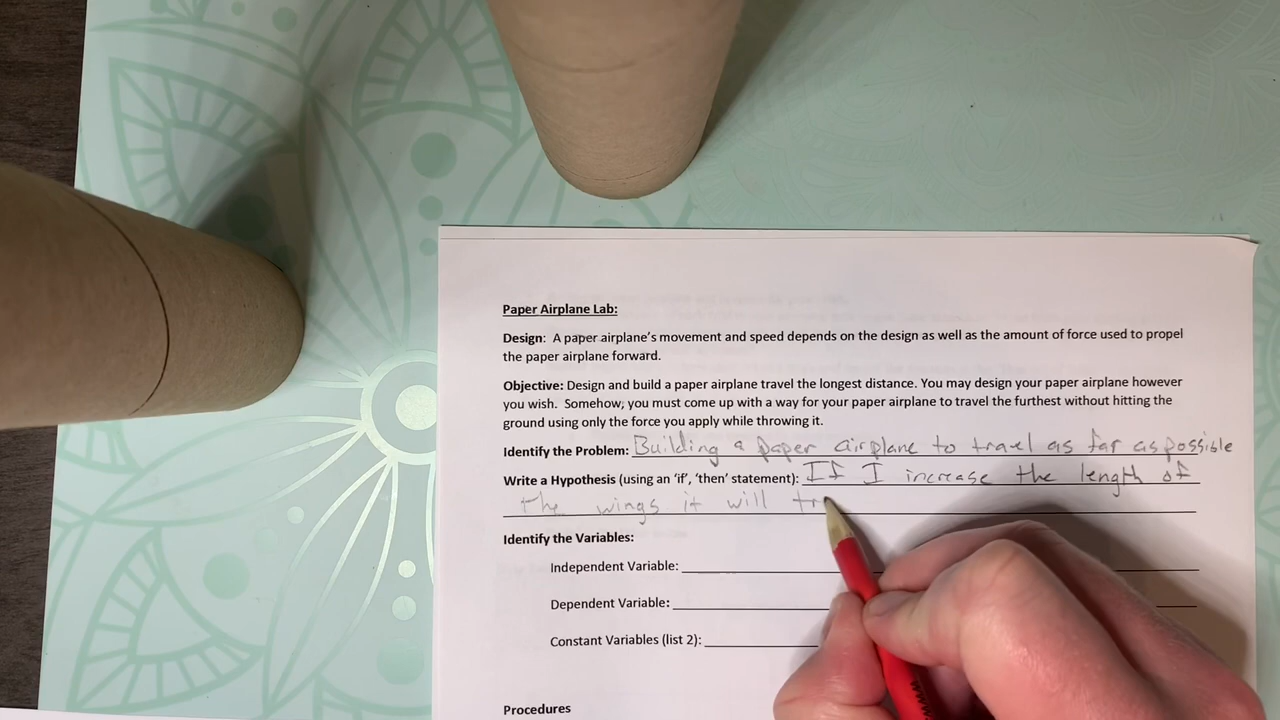 Paper Airplane Lab:
Design: A paper airplane's movement and speed depends on the design as well as the amount of force used to propel
the paper airplane forward.
Objective: Design and build a paper airplane travel the longest distance. You may design your paper airplane however
you wish. Somehow, you must come up with a way for your paper airplane to travel the furthest without hitting the
ground using only the force you apply while throwing it.
Identify the Problem: Building a paper airplane to travel as far as possible
Write a Hypothesis (using an 'if', 'then' statement): If I increase the length of
the wings it will tr
Identify the Variables:
Independent Variable:
Dependent Variable:
Constant Variables (list 2):
Procedures